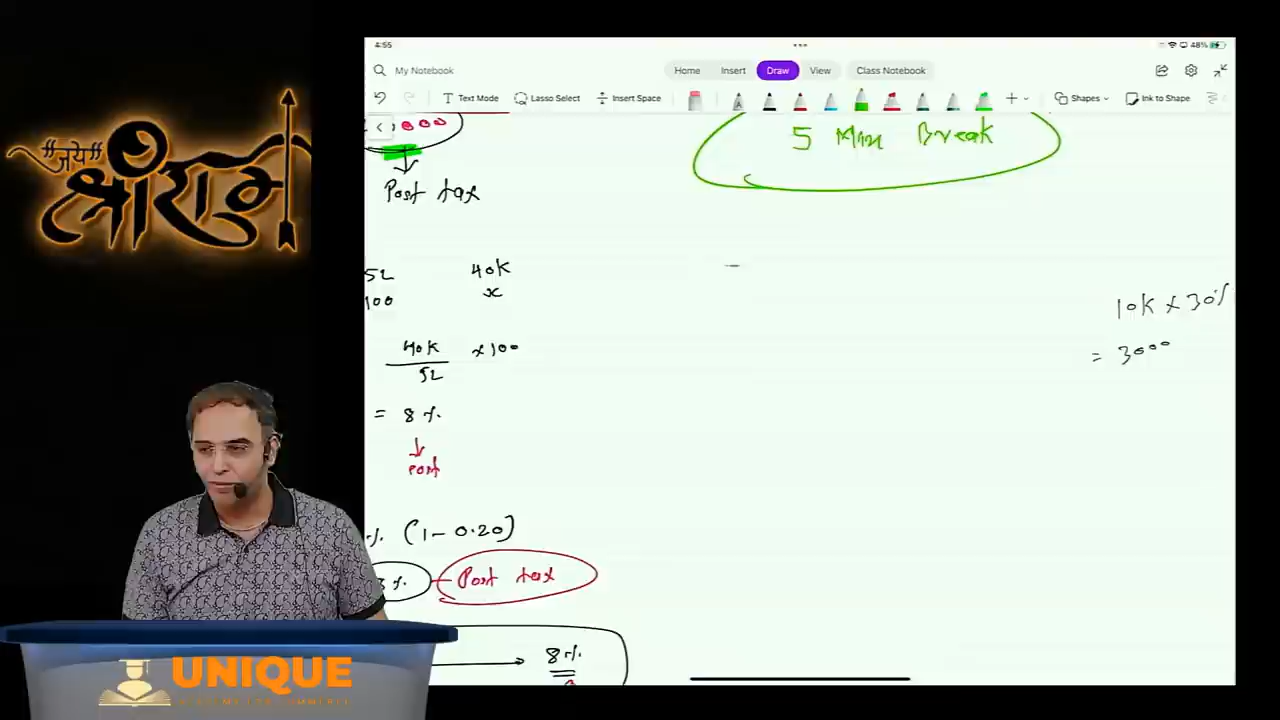 "जय"
श्री राम
4:55
48%
My Notebook
Home Insert Draw View Class Notebook
Text Mode Lasso Select Insert Space Shapes Ink to Shape
000
5 Min Break
Post tax
52 40K
100 x
40K x 100
52
= 8 %
Post
% (1 - 0.20)
%. Post tax
8 %
10K x 30%
= 3000
UNIQUE